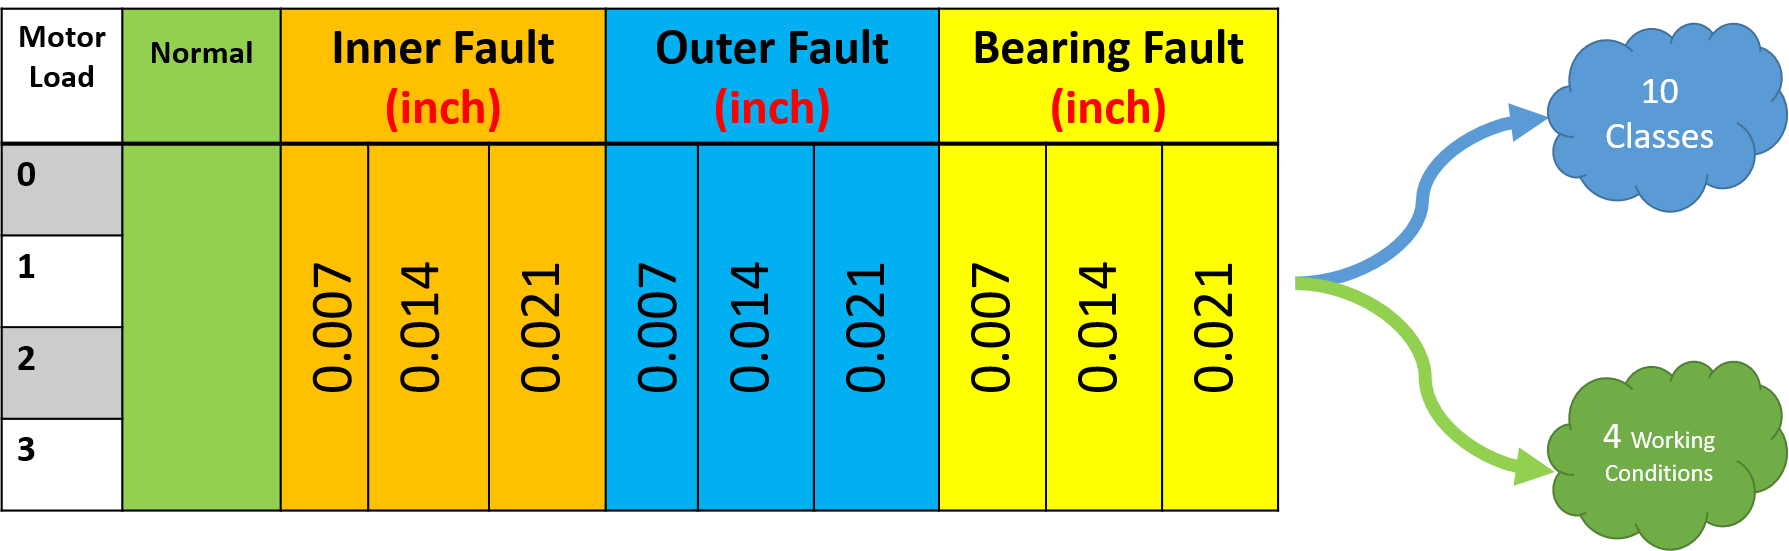 Motor
Load
Normal
Inner Fault
(inch)
Outer Fault
(inch)
Bearing Fault
(inch)
0
1
2
3
0.007
0.014
0.021
0.007
0.014
0.021
0.007
0.014
0.021
10
Classes
4 Working
Conditions